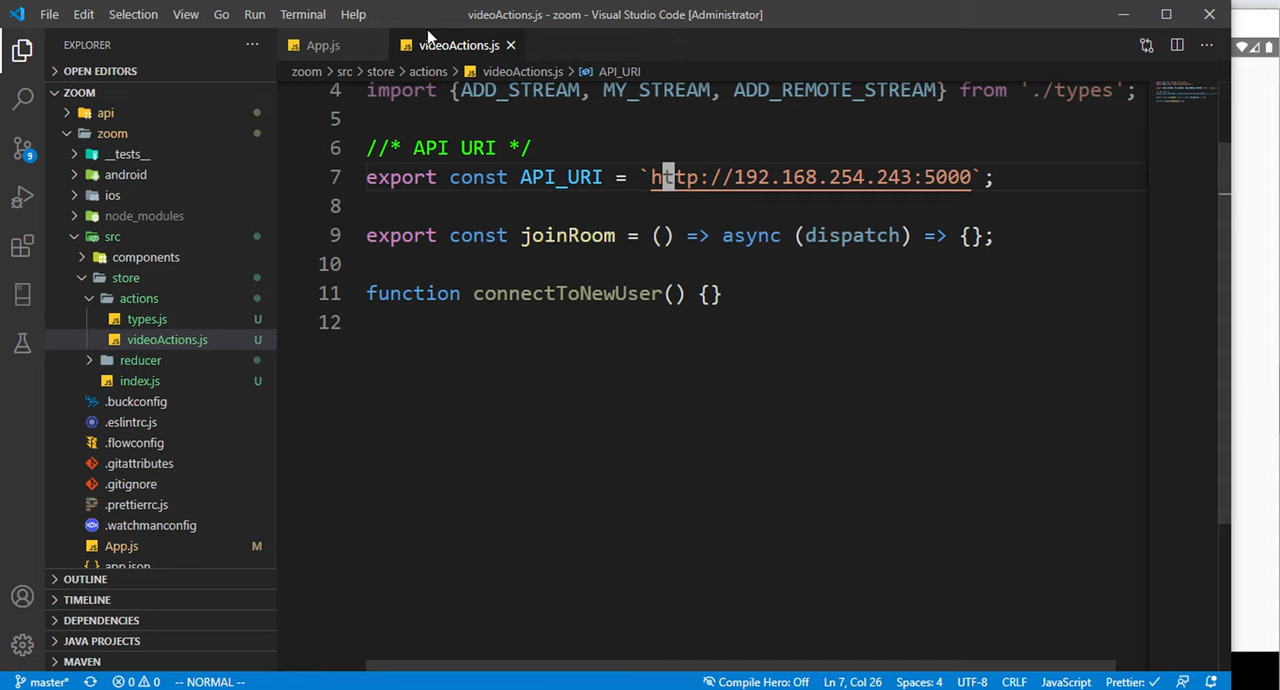 File Edit Selection View Go Run Terminal Help videoActions.js - zoom - Visual Studio Code [Administrator]
EXPLORER
App.js videoActions.js
OPEN EDITORS
zoom > src > store > actions > videoActions.js > API_URI
ZOOM
api
zoom
__tests__
android
ios
node_modules
src
components
store
actions
types.js U
videoActions.js U
reducer
index.js U
.buckconfig
.eslintrc.js
.flowconfig
.gitattributes
.gitignore
.prettierrc.js
.watchmanconfig
App.js M
app.json
OUTLINE
TIMELINE
DEPENDENCIES
JAVA PROJECTS
MAVEN
9
4 import {ADD_STREAM, MY_STREAM, ADD_REMOTE_STREAM} from './types';
5
6 //* API URI */
7 export const API_URI = `http://192.168.254.243:5000`;
8
9 export const joinRoom = () => async (dispatch) => {};
10
11 function connectToNewUser() {}
12
master* 0 0 -- NORMAL -- Compile Hero: Off Ln 7, Col 26 Spaces: 4 UTF-8 CRLF JavaScript Prettier: ✓